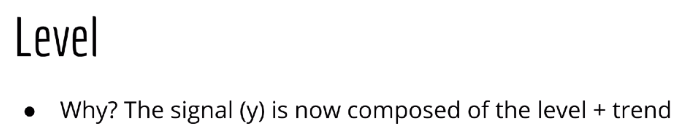 Level
● Why? The signal (y) is now composed of the level + trend